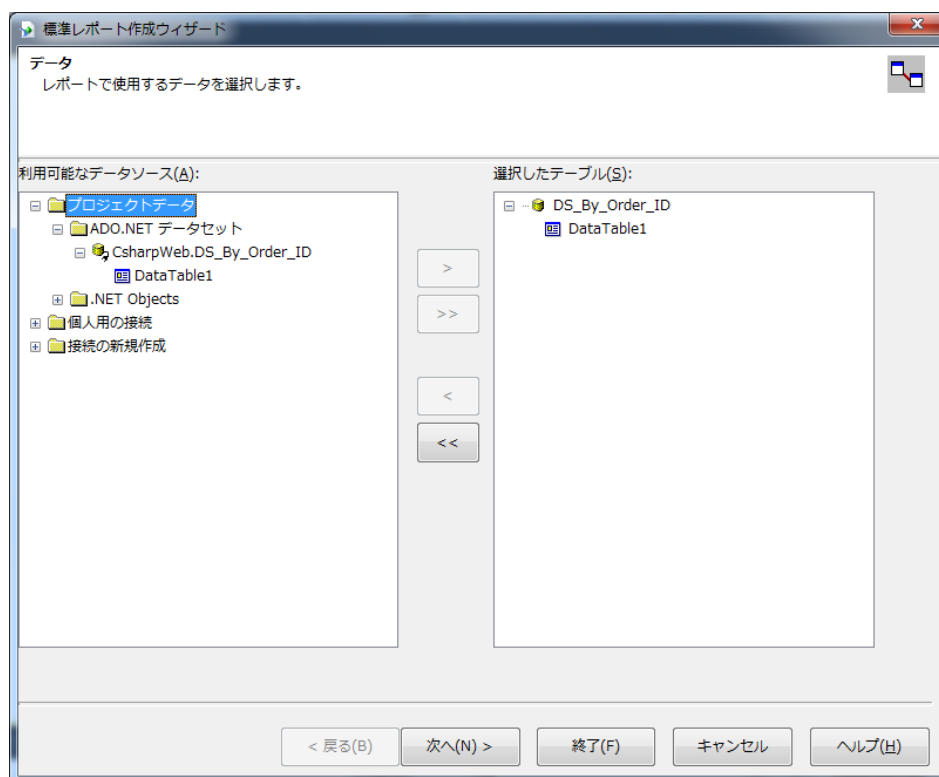 標準レポート作成ウィザード
データ
レポートで使用するデータを選択します。
利用可能なデータソース(A):
プロジェクトデータ
ADO.NET データセット
CsharpWeb.DS_By_Order_ID
DataTable1
.NET Objects
個人用の接続
接続の新規作成
>
>>
<
<<
選択したテーブル(S):
DS_By_Order_ID
DataTable1
< 戻る(B)
次へ(N) >
終了(F)
キャンセル
ヘルプ(H)